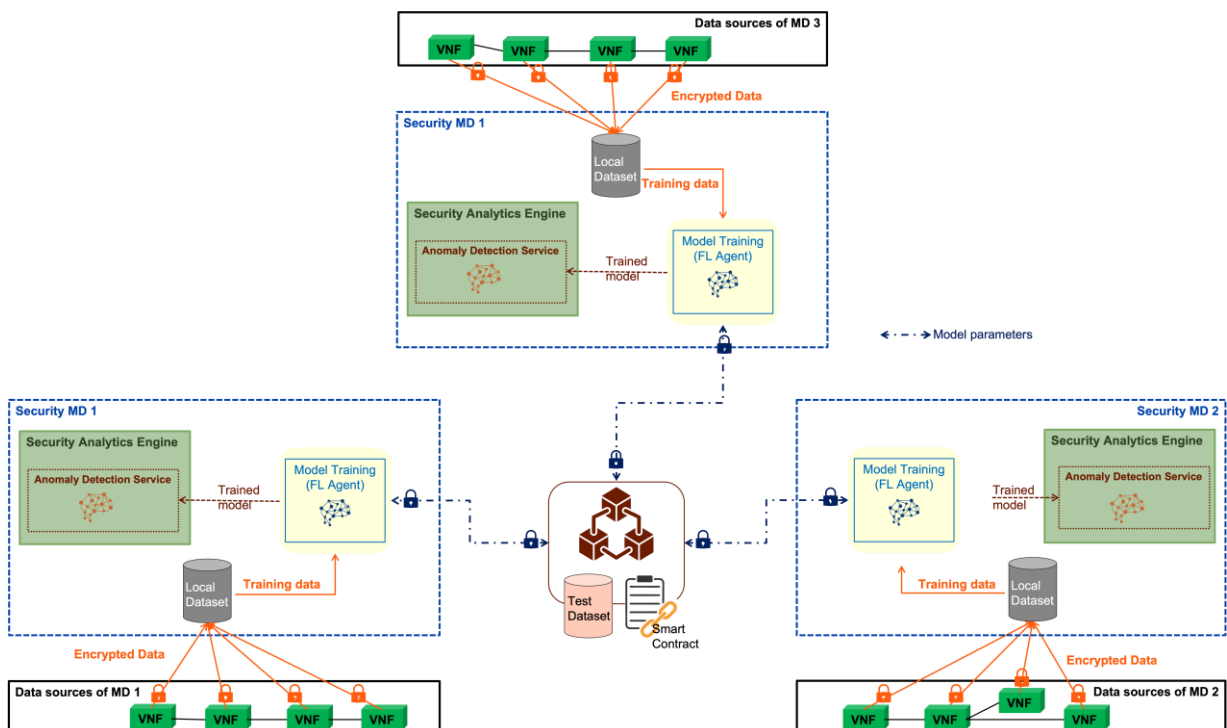 Data sources of MD 3
VNF
VNF
VNF
VNF
Encrypted Data
Security MD 1
Local
Dataset
Training data
Security Analytics Engine
Anomaly Detection Service
Trained
model
Model Training
(FL Agent)
Model parameters
Security MD 1
Security Analytics Engine
Anomaly Detection Service
Trained
model
Model Training
(FL Agent)
Local
Dataset
Training data
Encrypted Data
Data sources of MD 1
VNF
VNF
VNF
VNF
Test
Dataset
Smart
Contract
Security MD 2
Model Training
(FL Agent)
Trained
model
Security Analytics Engine
Anomaly Detection Service
Training data
Local
Dataset
Encrypted Data
Data sources of MD 2
VNF
VNF
VNF
VNF